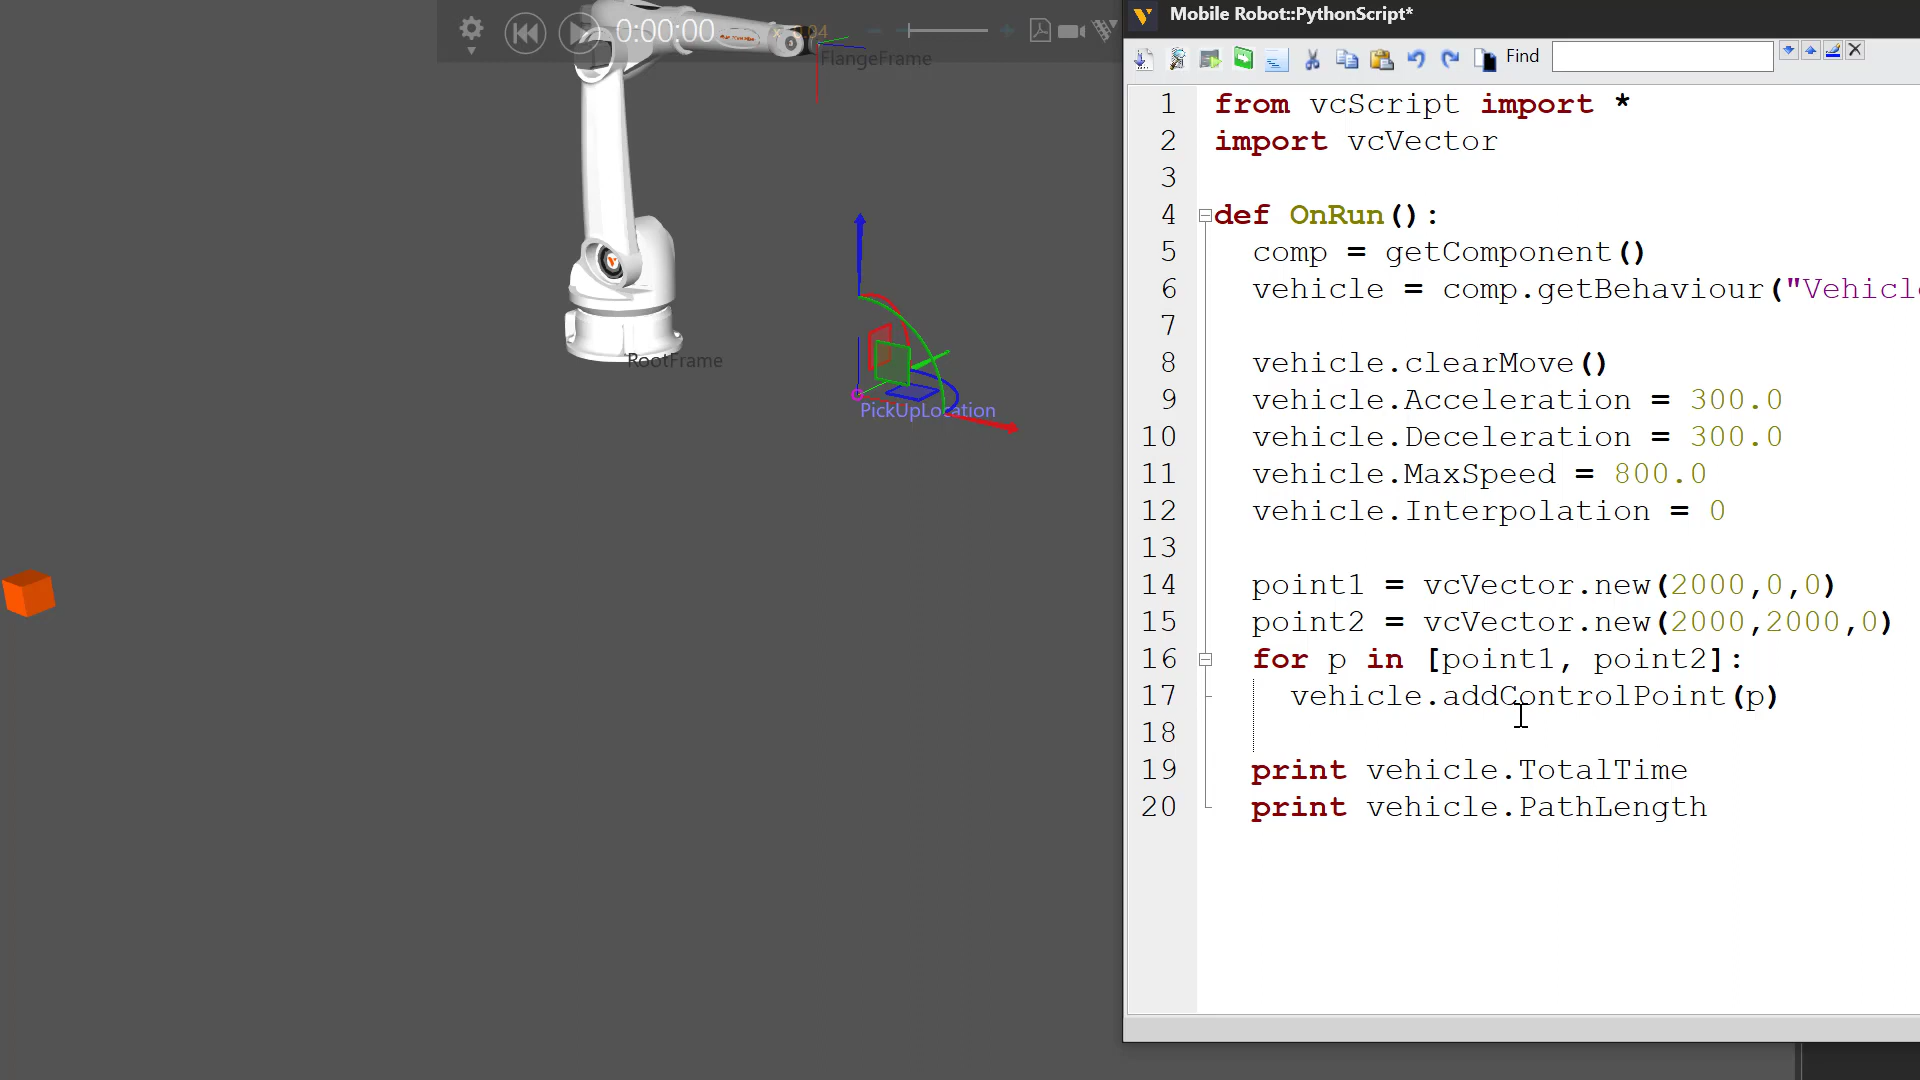 0:00:00
FlangeFrame
RootFrame
PickUpLocation
Mobile Robot::PythonScript*
Find
1 from vcScript import *
2 import vcVector
3
4 def OnRun():
5 comp = getComponent()
6 vehicle = comp.getBehaviour("Vehicl
7
8 vehicle.clearMove()
9 vehicle.Acceleration = 300.0
10 vehicle.Deceleration = 300.0
11 vehicle.MaxSpeed = 800.0
12 vehicle.Interpolation = 0
13
14 point1 = vcVector.new(2000,0,0)
15 point2 = vcVector.new(2000,2000,0)
16 for p in [point1, point2]:
17 vehicle.addControlPoint(p)
18
19 print vehicle.TotalTime
20 print vehicle.PathLength